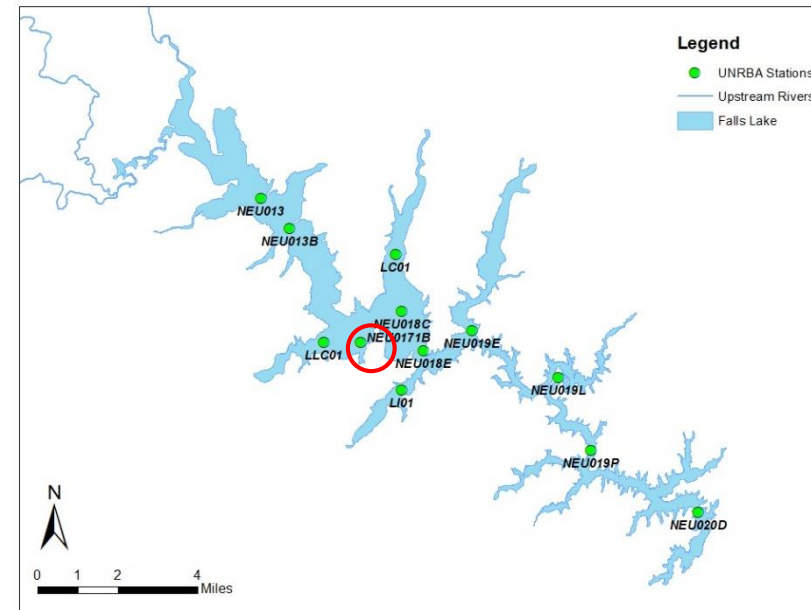 Legend
UNRBA Stations
Upstream Rivers
Falls Lake
NEU013
NEU013B
LC01
NEU018C
NEU0171B
NEU019E
LLC01
NEU018E
LI01
NEU019L
NEU019P
NEU020D
N
0 1 2 4
Miles